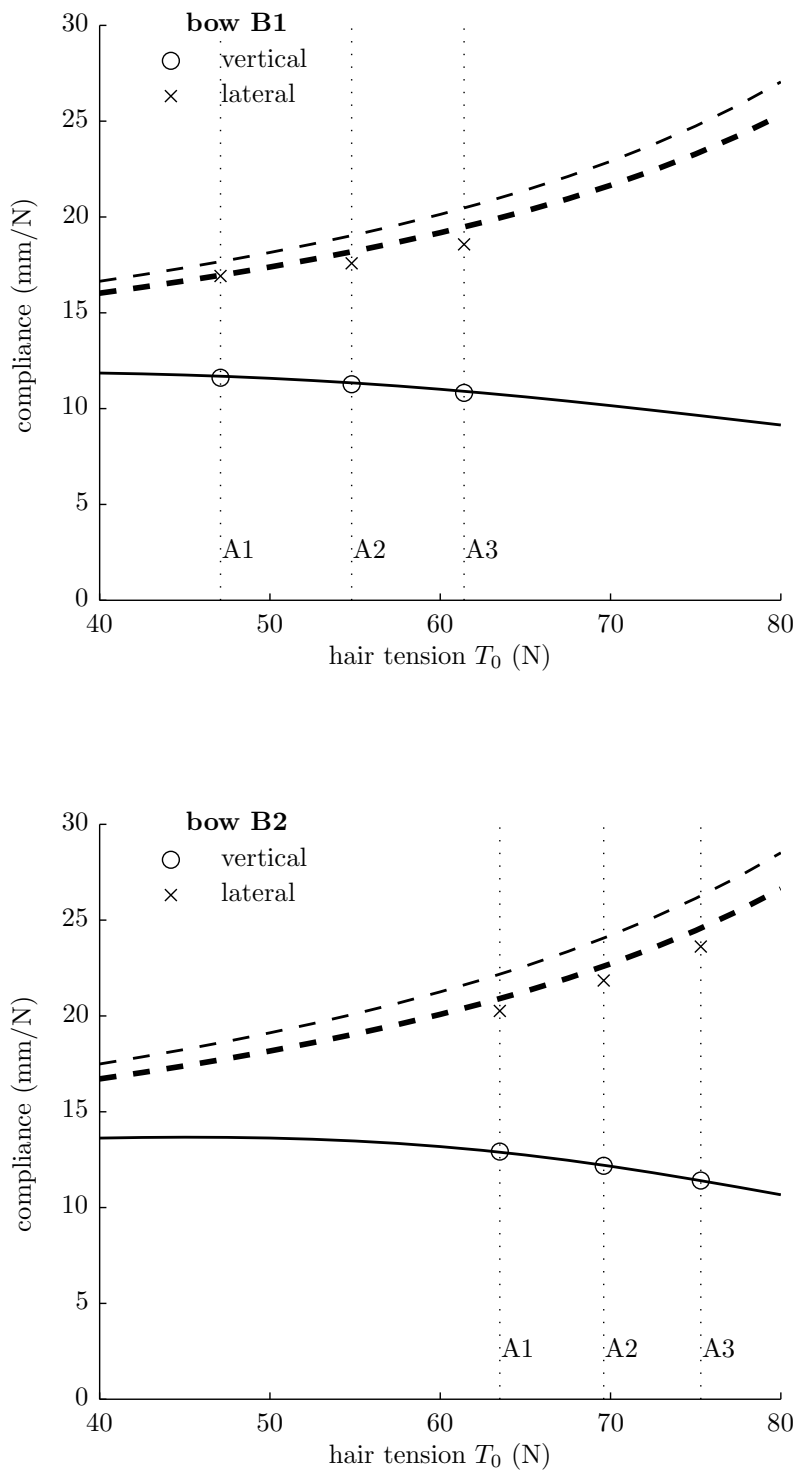 30
bow B1
vertical
lateral
25
20
15
10
5
0
compliance (mm/N)
A1 A2 A3
40 50 60 70 80
hair tension T₀ (N)
30
bow B2
vertical
lateral
25
20
15
10
5
0
compliance (mm/N)
A1 A2 A3
40 50 60 70 80
hair tension T₀ (N)